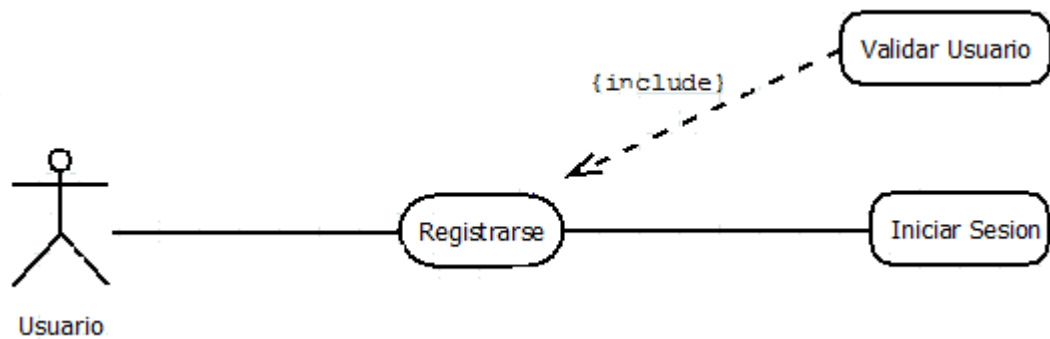 Validar Usuario
{include}
Registrarse
Iniciar Sesion
Usuario